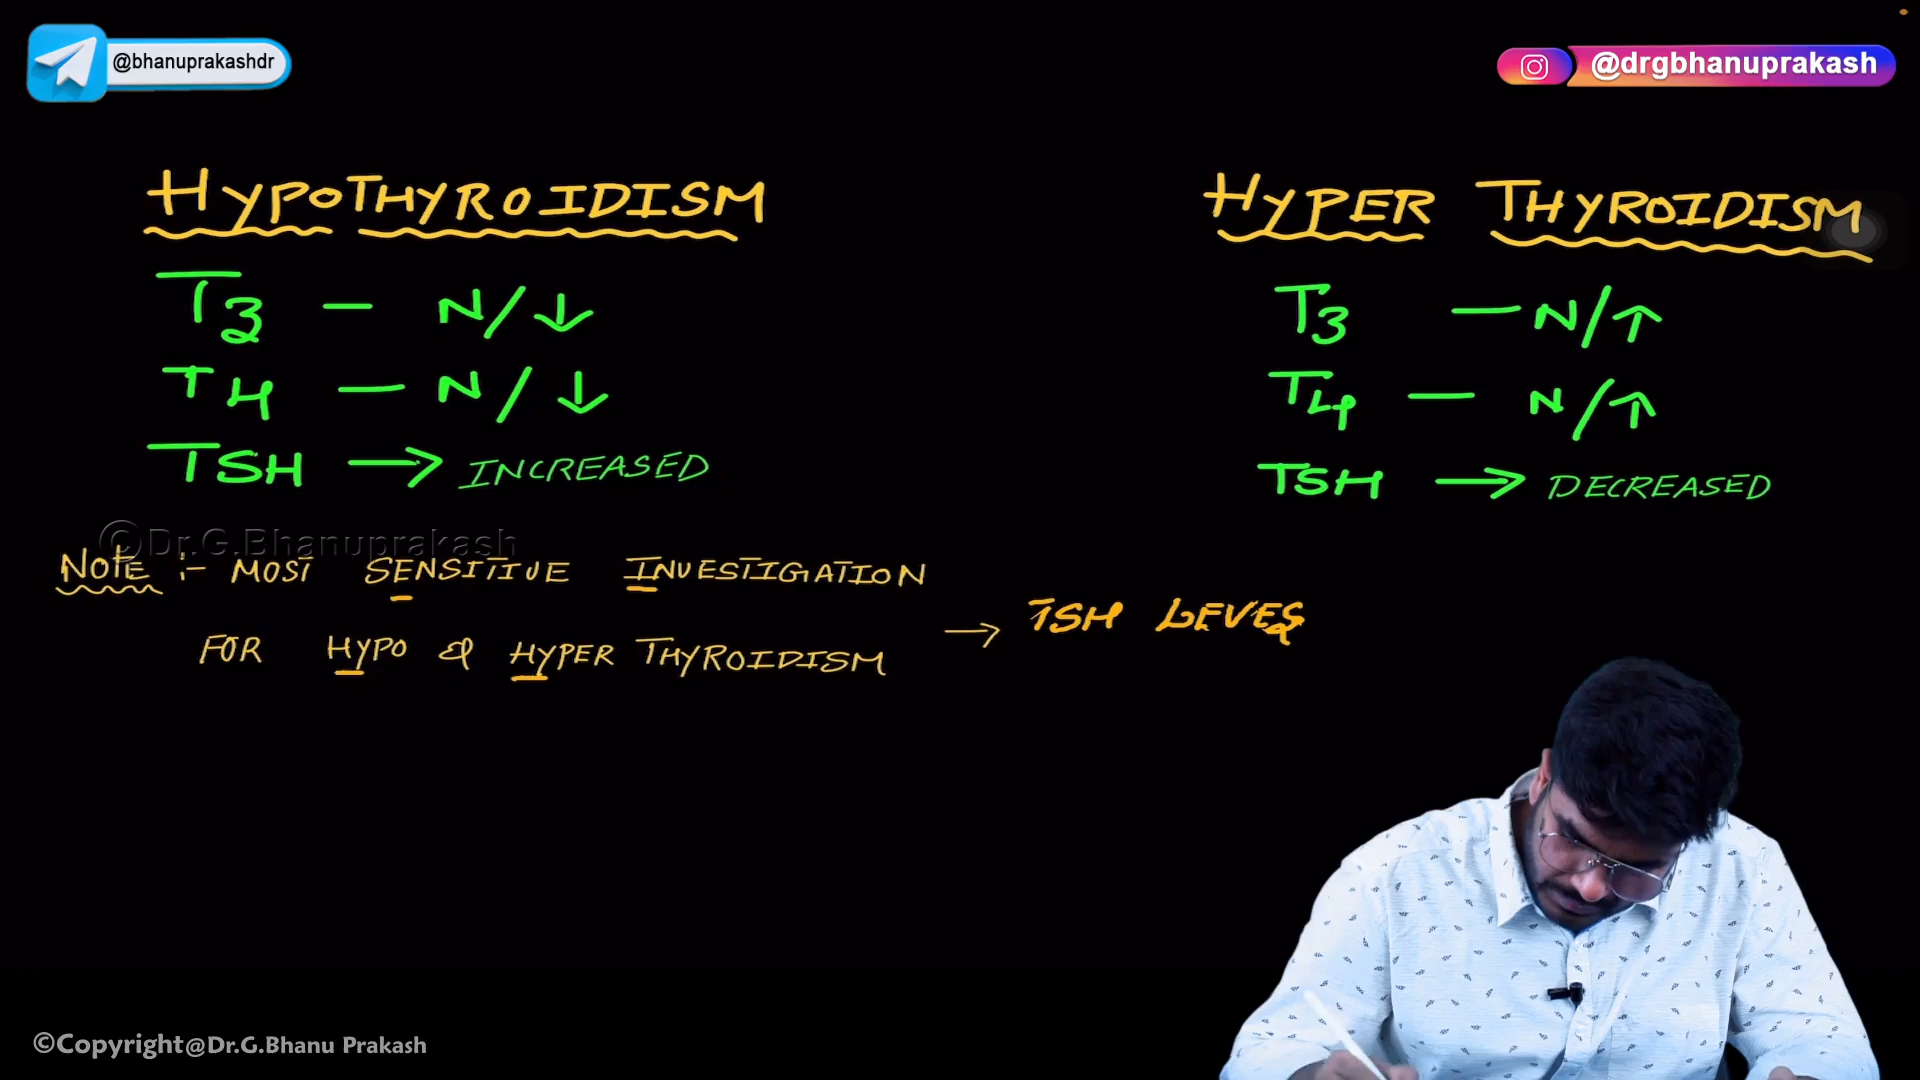 @bhanuprakashdr
@drgbhanuprakash
HYPOTHYROIDISM
T3 — N/↓
T4 — N/↓
TSH → INCREASED
HYPER THYROIDISM
T3 — N/↑
T4 — N/↑
TSH → DECREASED
©Dr.G.Bhanuprakash
NOTE :- MOST SENSITIVE INVESTIGATION
FOR HYPO & HYPER THYROIDISM → TSH LEVES
©Copyright@Dr.G.Bhanu Prakash